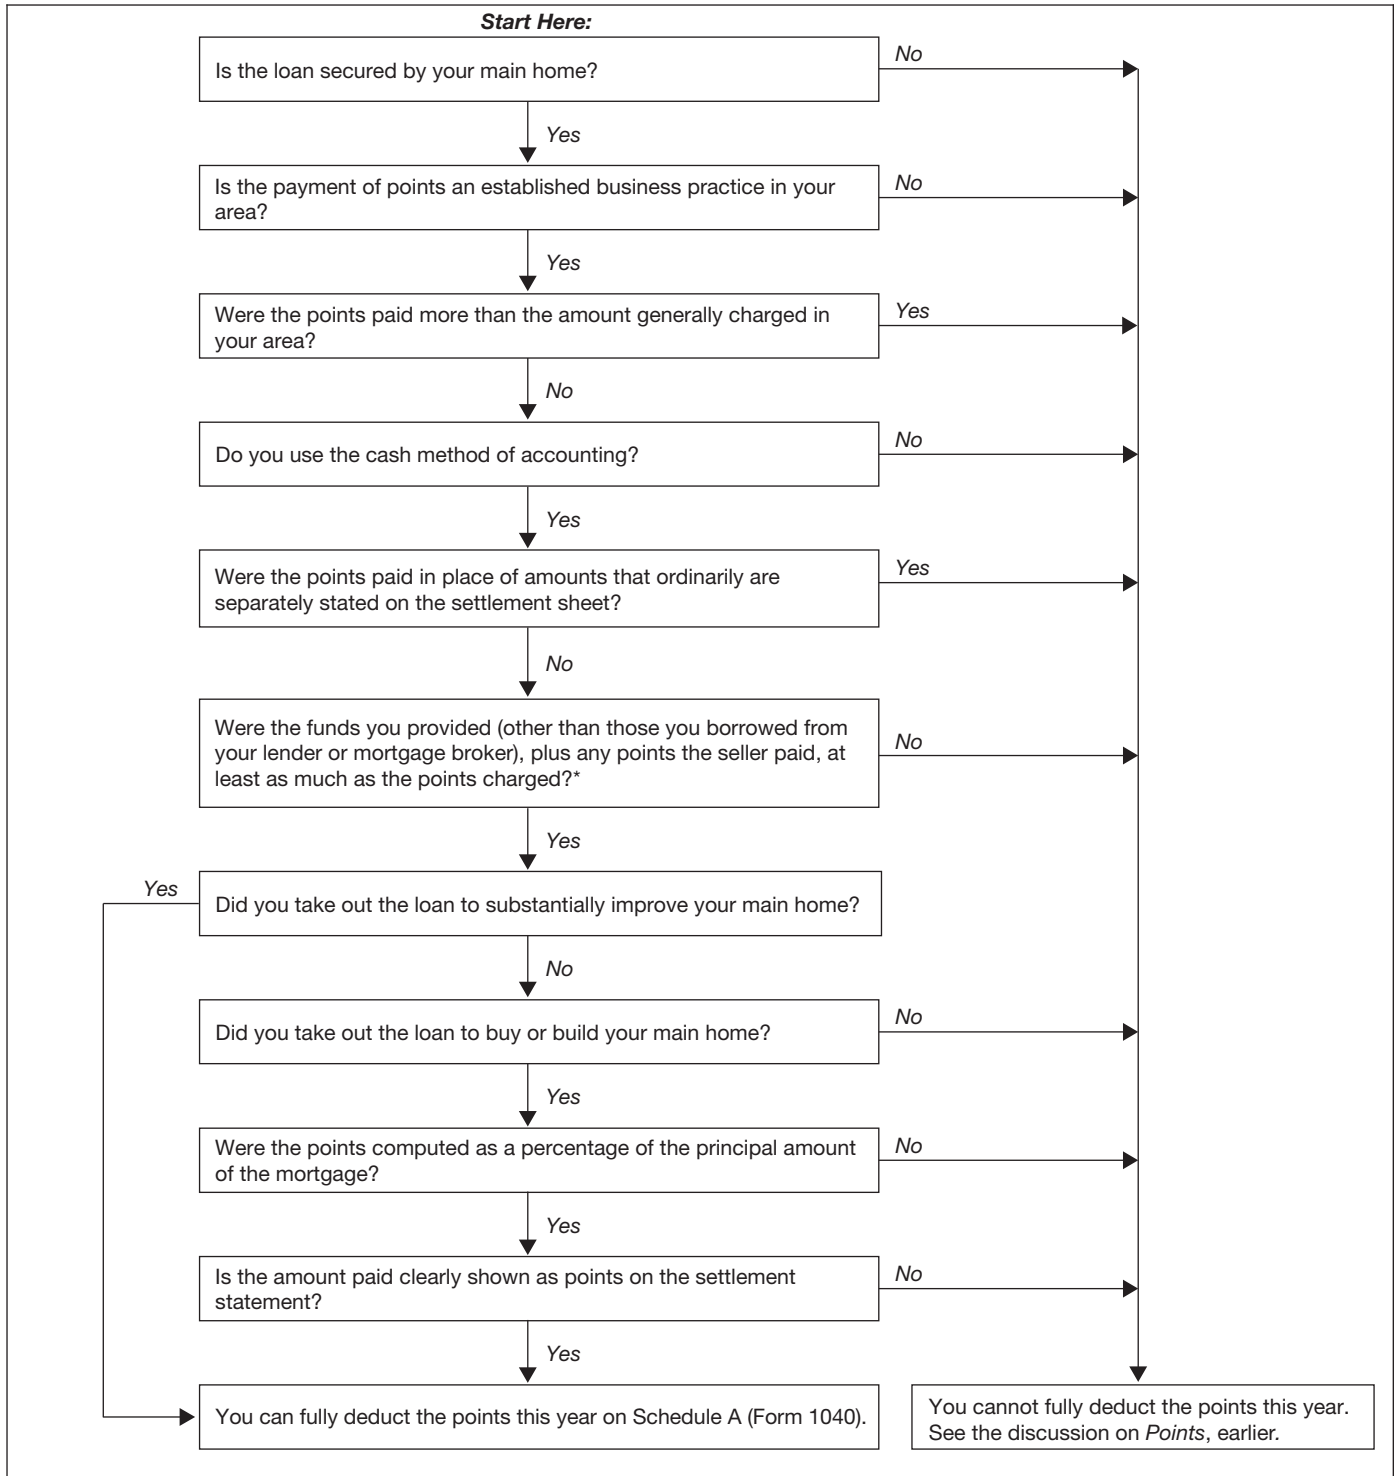 Start Here:
Is the loan secured by your main home?
No
Yes
Is the payment of points an established business practice in your
area?
No
Yes
Were the points paid more than the amount generally charged in
your area?
Yes
No
Do you use the cash method of accounting?
No
Yes
Were the points paid in place of amounts that ordinarily are
separately stated on the settlement sheet?
Yes
No
Were the funds you provided (other than those you borrowed from
your lender or mortgage broker), plus any points the seller paid, at
least as much as the points charged?*
No
Yes
Yes
Did you take out the loan to substantially improve your main home?
No
Did you take out the loan to buy or build your main home?
No
Yes
Were the points computed as a percentage of the principal amount
of the mortgage?
No
Yes
Is the amount paid clearly shown as points on the settlement
statement?
No
Yes
You can fully deduct the points this year on Schedule A (Form 1040).
You cannot fully deduct the points this year.
See the discussion on Points, earlier.